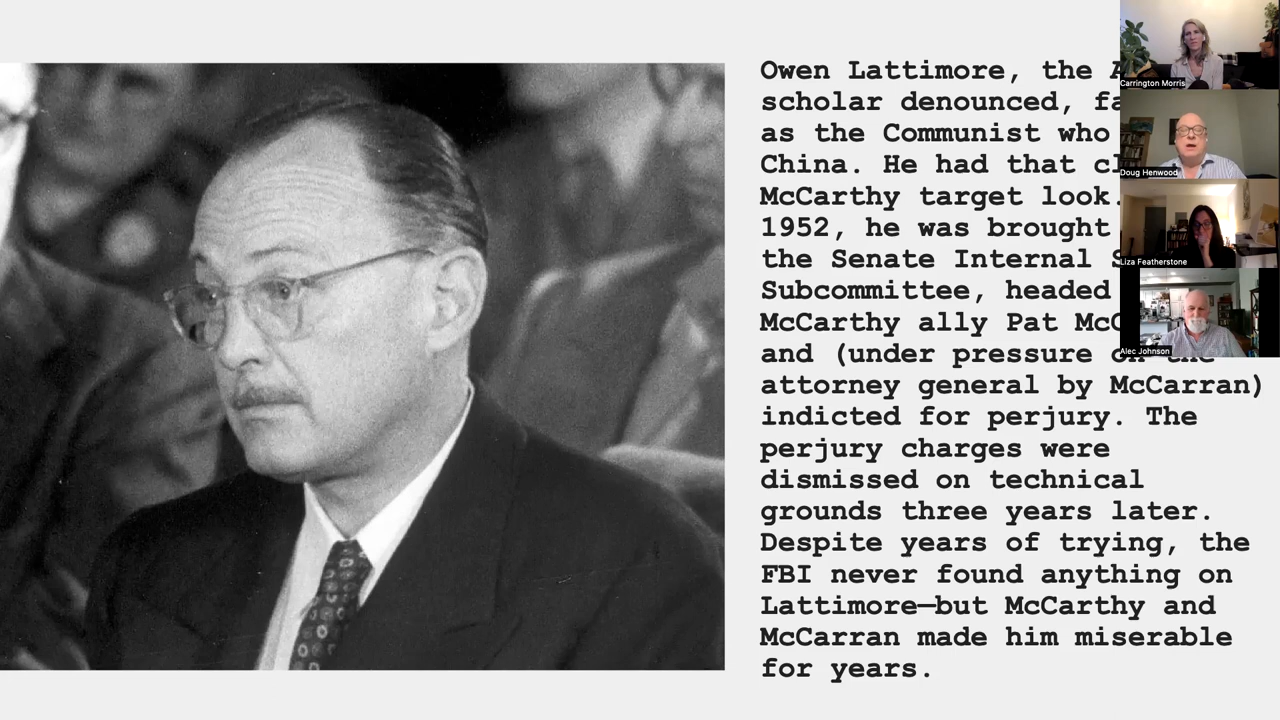 Owen Lattimore, the
scholar denounced,
as the Communist who
China. He had that
McCarthy target look.
1952, he was brought
the Senate Internal
Subcommittee, headed
McCarthy ally Pat
and (under pressure on the
attorney general by McCarran)
indicted for perjury. The
perjury charges were
dismissed on technical
grounds three years later.
Despite years of trying, the
FBI never found anything on
Lattimore—but McCarthy and
McCarran made him miserable
for years.
Carrington Morris
Doug Henwood
Liza Featherstone
Alec Johnson